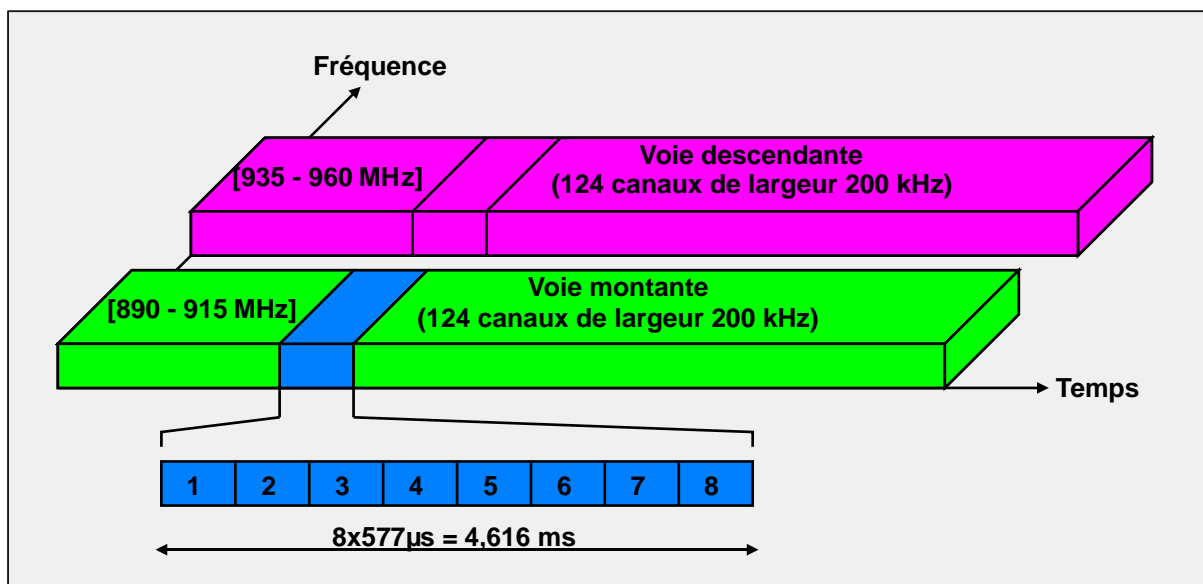 Fréquence
[935 - 960 MHz]
Voie descendante
(124 canaux de largeur 200 kHz)
[890 - 915 MHz]
Voie montante
(124 canaux de largeur 200 kHz)
Temps
1 2 3 4 5 6 7 8
8x577µs = 4,616 ms